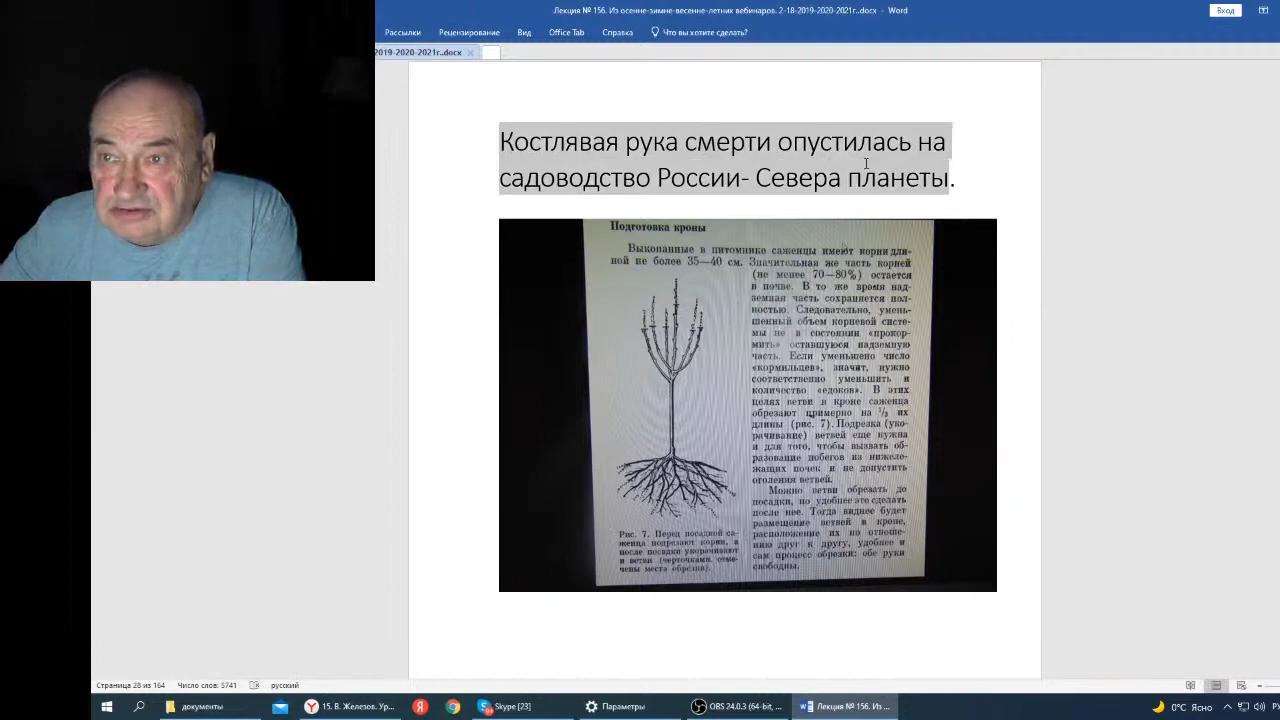 Лекция № 156. Из осенне-зимне-весенне-летних вебинаров. 2-18-2019-2020-2021г..docx - Word
Вход
Рассылки Рецензирование Вид Office Tab Справка Что вы хотите сделать?
2019-2020-2021г..docx
Костлявая рука смерти опустилась на
садоводство России- Севера планеты.
Подготовка кроны
Выкопанные в питомнике саженцы имеют корни дли-
ной не более 35—40 см. Значительная же часть корней
(не менее 70—80%) остается
в почве. В то же время над-
земная часть сохраняется пол-
ностью. Следовательно, умень-
шенный объем корневой систе-
мы не в состоянии «прокор-
мить» оставшуюся надземную
часть. Если уменьшено число
«кормильцев», значит, нужно
соответственно уменьшить и
количество «едоков». В этих
целях ветви в кроне саженца
обрезают примерно на 1/3 их
длины (рис. 7). Подрезка (уко-
рачивание) ветвей еще нужна
и для того, чтобы вызвать об-
разование побегов из нижеле-
жащих почек и не допустить
оголения ветвей.
Можно ветви обрезать до
посадки, но удобнее это сделать
после нее. Тогда виднее будет
размещение ветвей в кроне,
расположение их по отноше-
нию друг к другу, удобнее и
сам процесс обрезки: обе руки
свободны.
Рис. 7. Перед посадкой са-
женца подрезают корни, а
после посадки укорачивают
и ветви (черточками отме-
чены места обрезки).
Страница 28 из 164 Число слов: 5741 русский
документы 15. В. Железов. Ур... Skype [23] Параметры OBS 24.0.3 (64-bit, ... Лекция № 156. Из ... 0°C Ясно